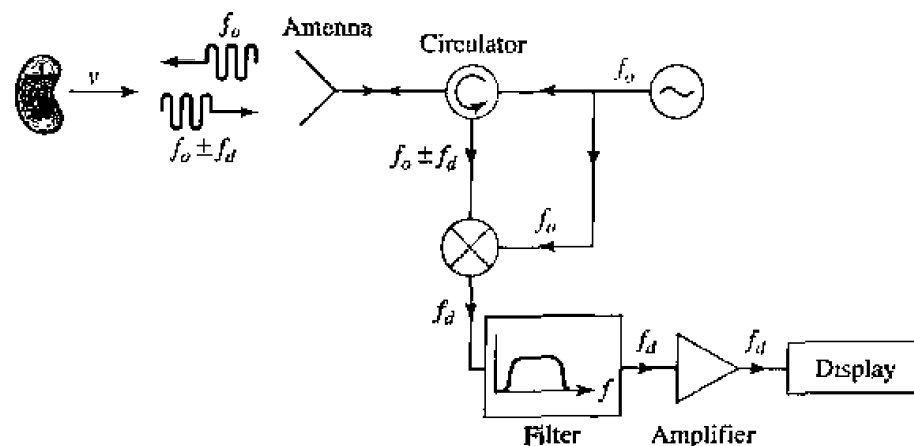 f_o
Antenna
Circulator
f_o
v
f_o ± f_d
f_o ± f_d
f_o
f_d
f_d
f_d
Display
f
Filter
Amplifier